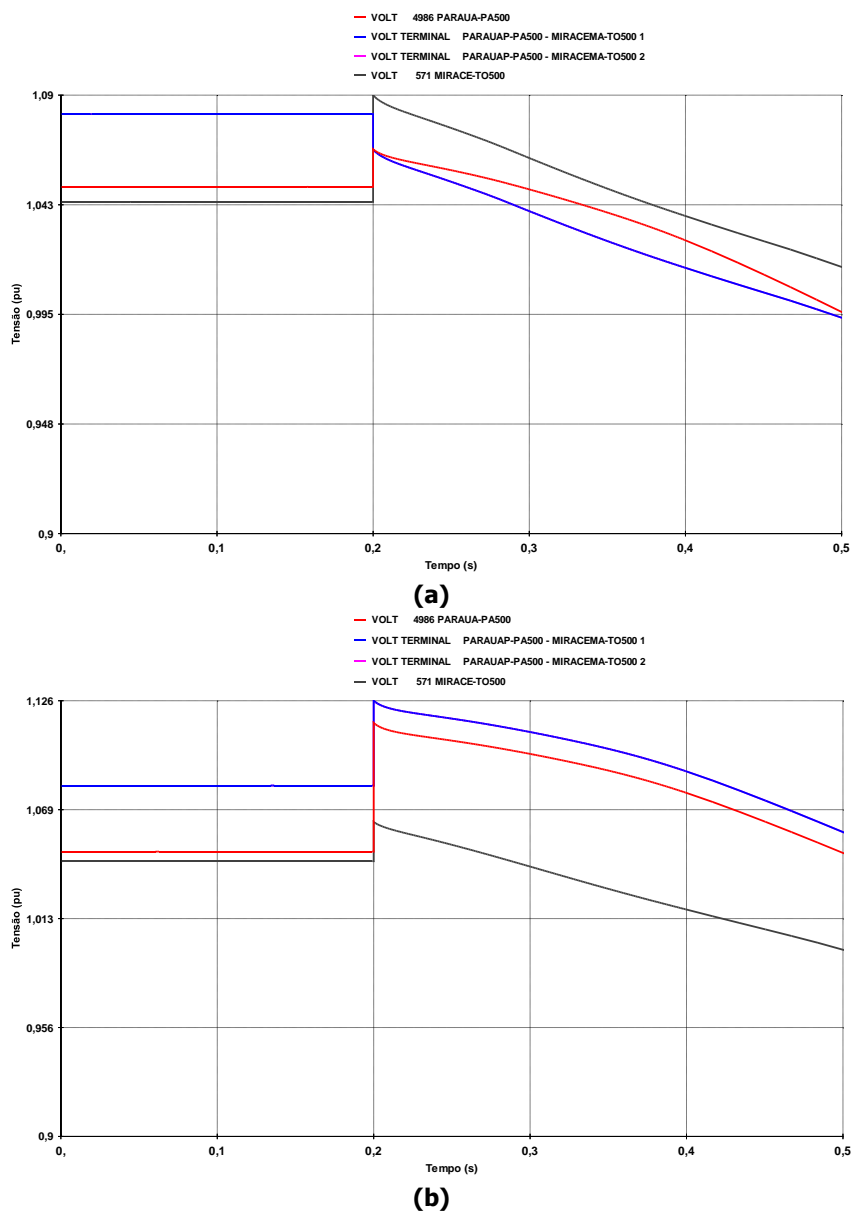 VOLT 4986 PARAUA-PA500
VOLT TERMINAL PARAUAP-PA500 - MIRACEMA-TO500 1
VOLT TERMINAL PARAUAP-PA500 - MIRACEMA-TO500 2
VOLT 571 MIRACE-TO500
1,09
1,043
0,995
0,948
0,9
Tensão (pu)
0, 0,1 0,2 0,3 0,4 0,5
Tempo (s)
(a)
VOLT 4986 PARAUA-PA500
VOLT TERMINAL PARAUAP-PA500 - MIRACEMA-TO500 1
VOLT TERMINAL PARAUAP-PA500 - MIRACEMA-TO500 2
VOLT 571 MIRACE-TO500
1,126
1,069
1,013
0,956
0,9
Tensão (pu)
0, 0,1 0,2 0,3 0,4 0,5
Tempo (s)
(b)